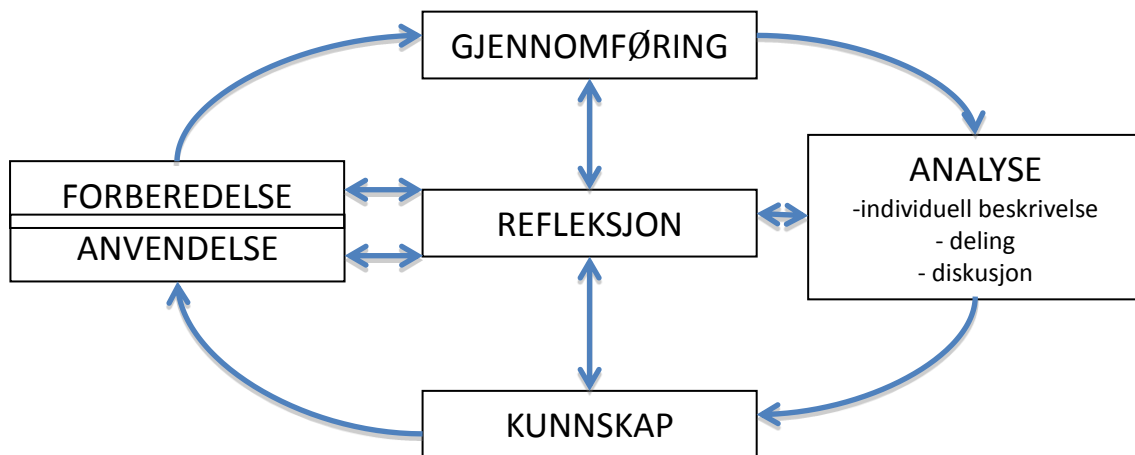 GJENNOMFØRING
FORBEREDELSE
ANVENDELSE
REFLEKSJON
ANALYSE
-individuell beskrivelse
- deling
- diskusjon
KUNNSKAP